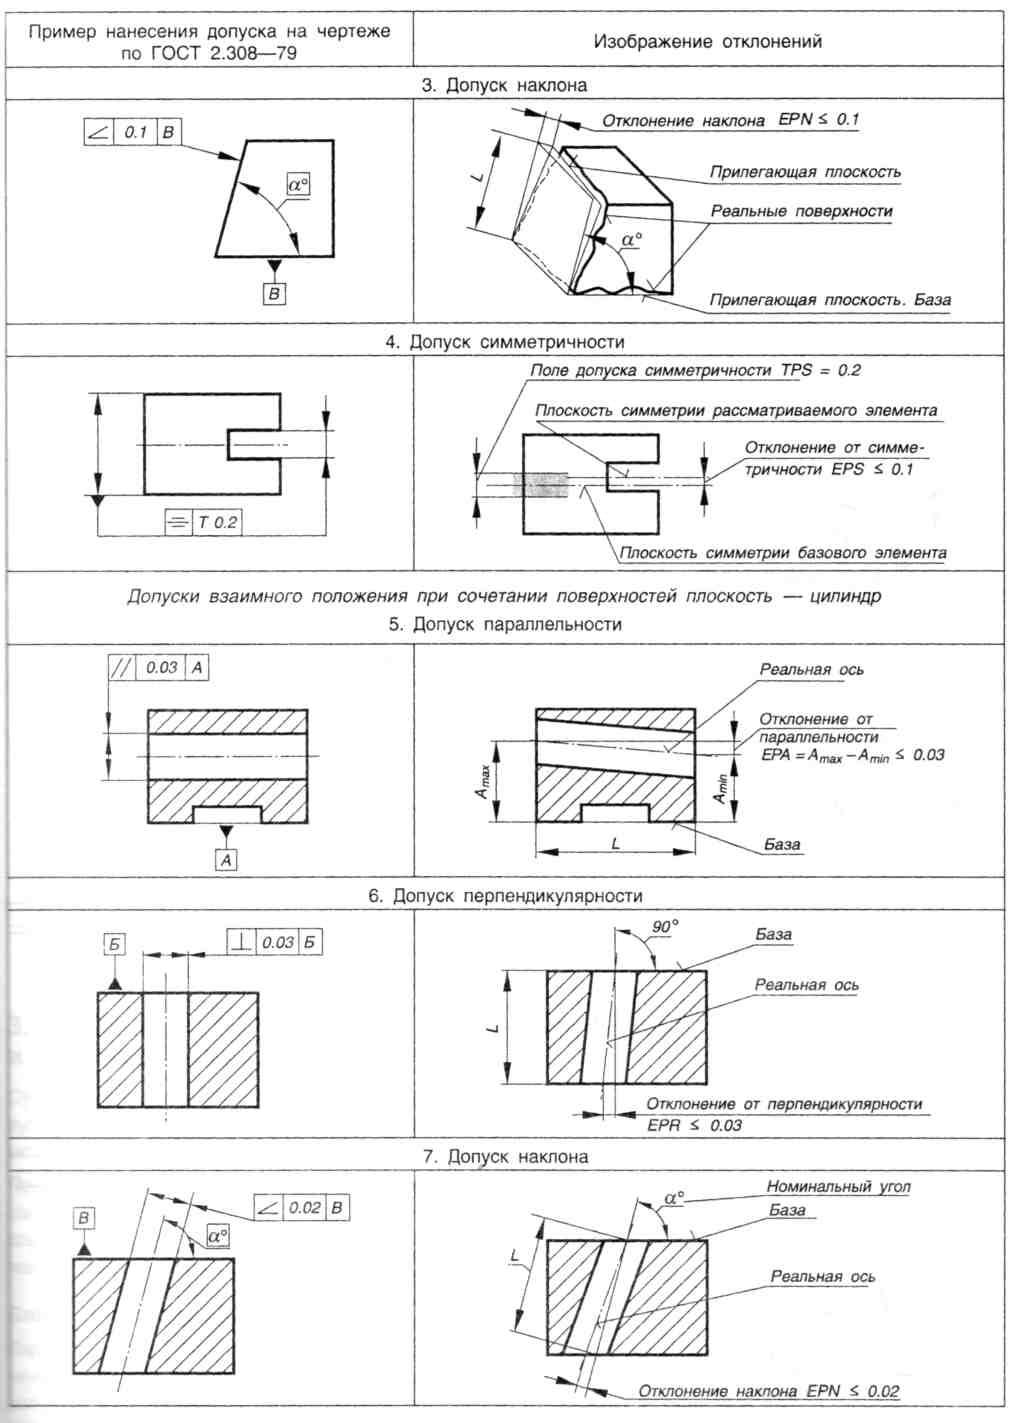 Пример нанесения допуска на чертеже
по ГОСТ 2.308—79
Изображение отклонений
3. Допуск наклона
∠ 0.1 В
α°
В
Отклонение наклона EPN ≤ 0.1
Прилегающая плоскость
Реальные поверхности
L
α°
Прилегающая плоскость. База
4. Допуск симметричности
Т 0.2
Поле допуска симметричности TPS = 0.2
Плоскость симметрии рассматриваемого элемента
Отклонение от симме-
тричности EPS ≤ 0.1
Плоскость симметрии базового элемента
Допуски взаимного положения при сочетании поверхностей плоскость — цилиндр
5. Допуск параллельности
// 0.03 А
А
Реальная ось
Отклонение от
параллельности
EPA = Amax – Amin ≤ 0.03
Amax
Amin
L
База
6. Допуск перпендикулярности
Б
⊥ 0.03 Б
90°
База
Реальная ось
L
Отклонение от перпендикулярности
EPR ≤ 0.03
7. Допуск наклона
В
∠ 0.02 В
α°
α°
Номинальный угол
База
L
Реальная ось
Отклонение наклона EPN ≤ 0.02